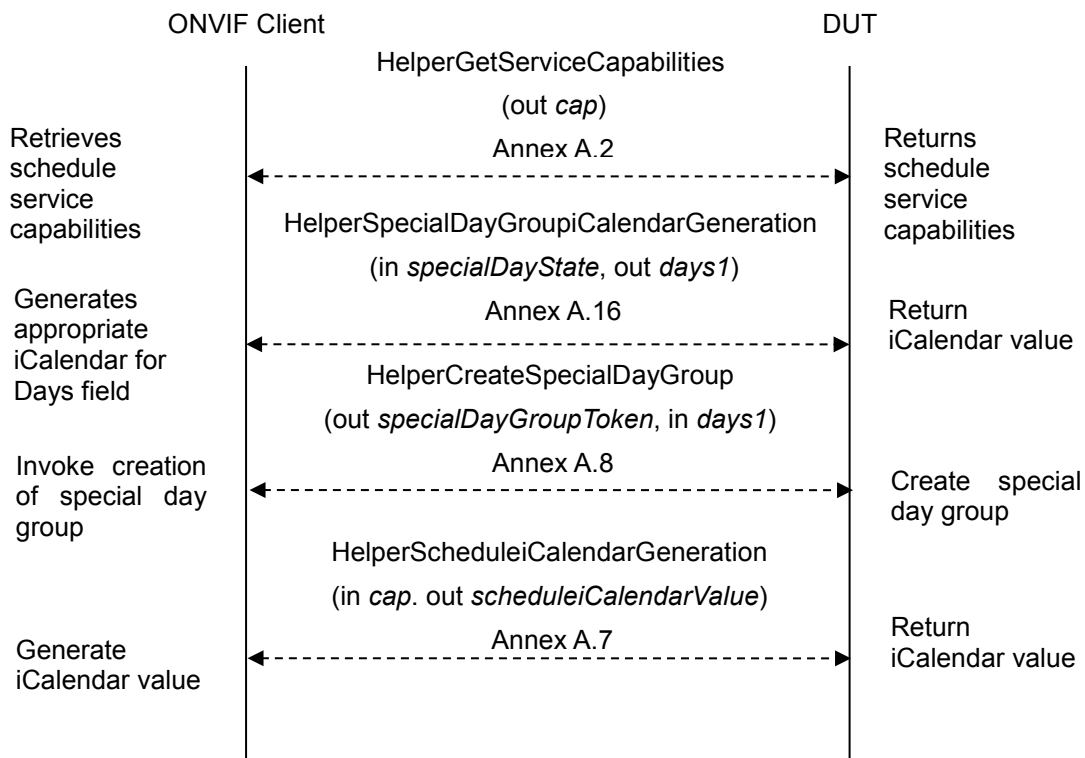 ONVIF Client
DUT
HelperGetServiceCapabilities
(out cap)
Annex A.2
Retrieves
schedule
service
capabilities
Returns
schedule
service
capabilities
HelperSpecialDayGroupiCalendarGeneration
(in specialDayState, out days1)
Annex A.16
Generates
appropriate
iCalendar for
Days field
Return
iCalendar value
HelperCreateSpecialDayGroup
(out specialDayGroupToken, in days1)
Annex A.8
Invoke creation
of special day
group
Create special
day group
HelperScheduleiCalendarGeneration
(in cap. out scheduleiCalendarValue)
Annex A.7
Generate
iCalendar value
Return
iCalendar value